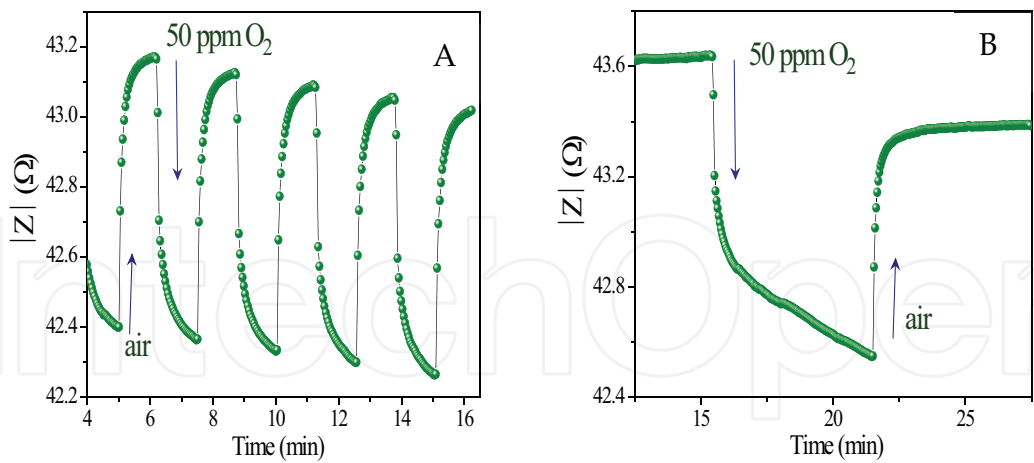 A
50 ppm O₂
air
|Z| (Ω)
43.2
43.0
42.8
42.6
42.4
42.2
4 6 8 10 12 14 16
Time (min)
B
50 ppm O₂
air
|Z| (Ω)
43.6
43.2
42.8
42.4
15 20 25
Time (min)
IntechOpen